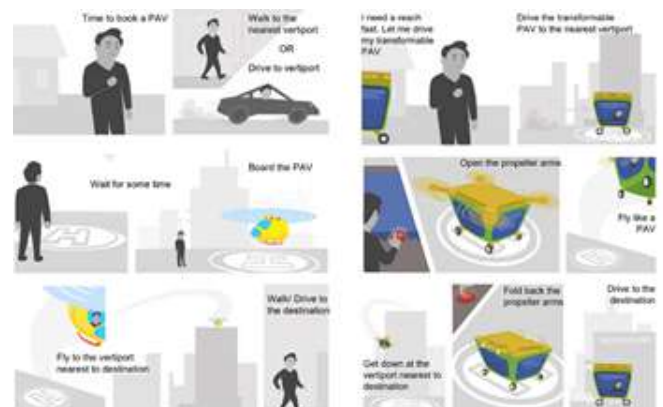 Time to book a PAV
Walk to the
nearest vertiport
OR
Drive to vertiport
Wait for some time
Board the PAV
Fly to the vertiport
nearest to destination
Walk/ Drive to
the destination
I need a reach
fast. Let me drive
my transformable
PAV
Drive the transformable
PAV to the nearest vertiport
Open the propeller arms
Fly like a
PAV
Get down at the
vertiport nearest to
destination
Fold back the
propeller arms
Drive to the
destination